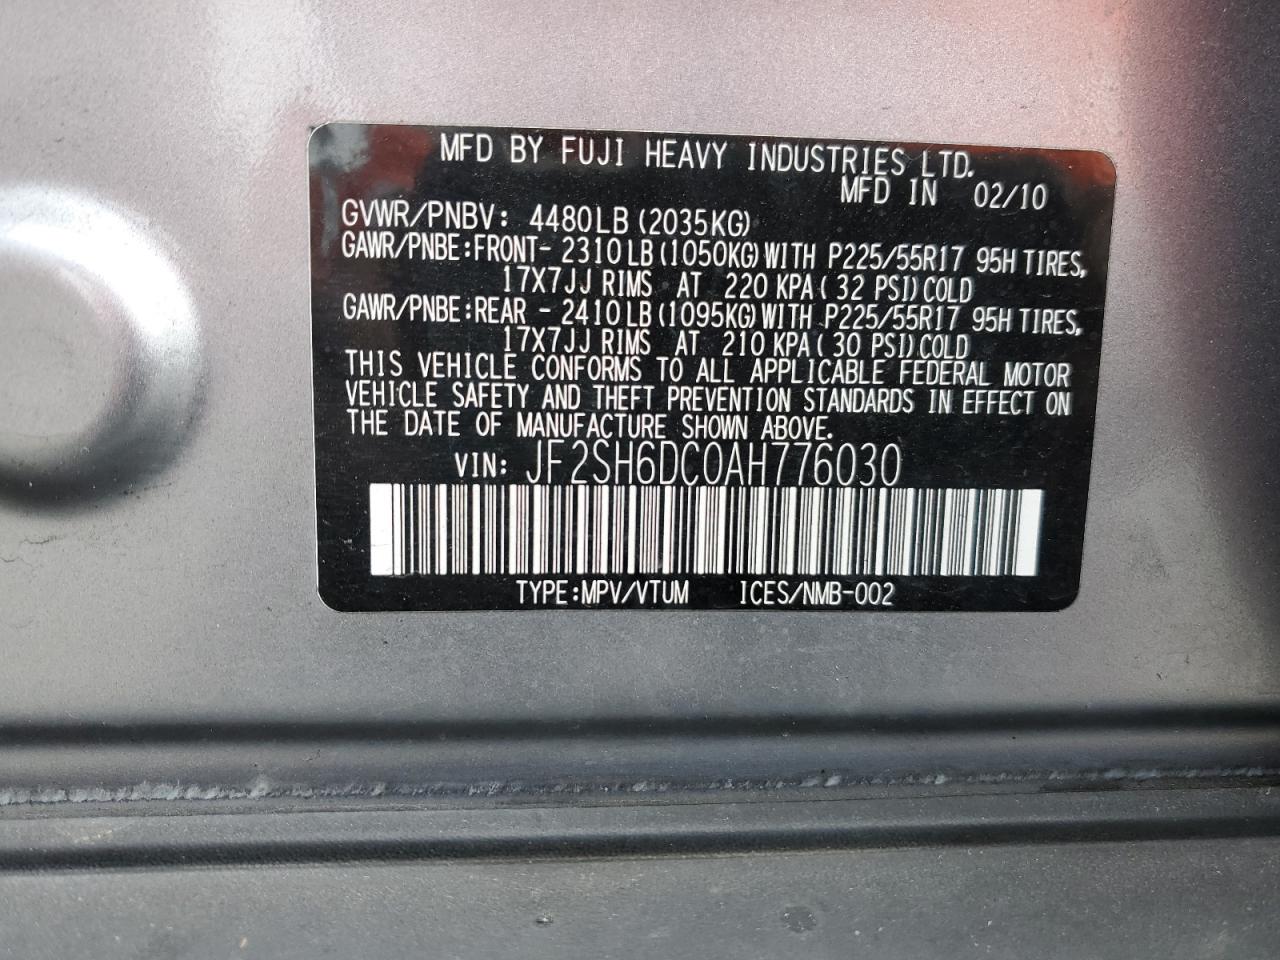 MFD BY FUJI HEAVY INDUSTRIES LTD.
MFD IN 02/10
GVWR/PNBV: 4480LB (2035KG)
GAWR/PNBE:FRONT- 2310LB (1050KG) WITH P225/55R17 95H TIRES,
17X7JJ RIMS AT 220 KPA ( 32 PSI) COLD
GAWR/PNBE:REAR - 2410LB (1095KG) WITH P225/55R17 95H TIRES,
17X7JJ RIMS AT 210 KPA ( 30 PSI) COLD
THIS VEHICLE CONFORMS TO ALL APPLICABLE FEDERAL MOTOR
VEHICLE SAFETY AND THEFT PREVENTION STANDARDS IN EFFECT ON
THE DATE OF MANUFACTURE SHOWN ABOVE.
VIN: JF2SH6DC0AH776030
TYPE:MPV/VTUM ICES/NMB-002